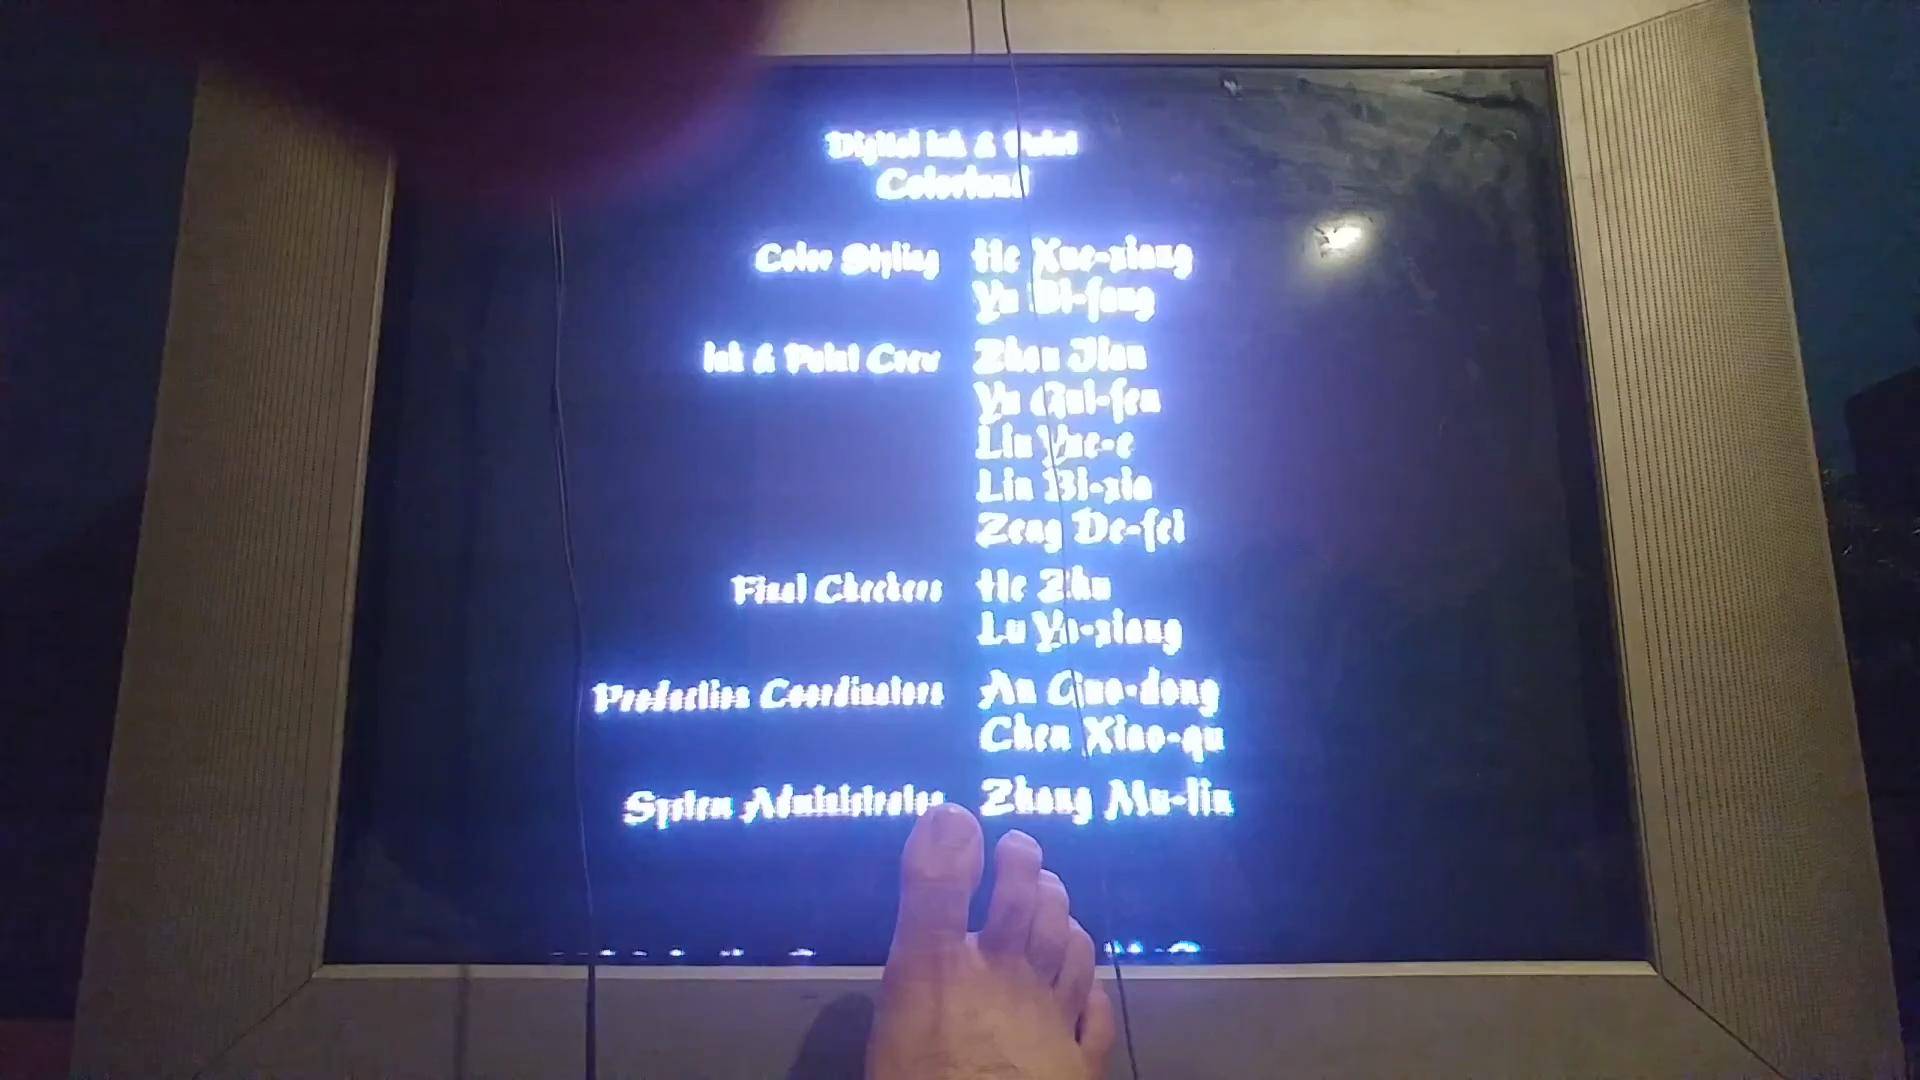 Digital Ink & Paint
Colorland
Color Styling He Xue-xiang
Yu Bi-fang
Ink & Paint Crew Zhou Jian
Yu Gui-fen
Liu Yue-e
Lin Bi-xia
Zeng De-fei
Final Checkers He Zhu
Lu Ya-xiang
Production Coordinators An Guo-dong
Chen Xiao-qu
System Administrator Zhang Mu-lin